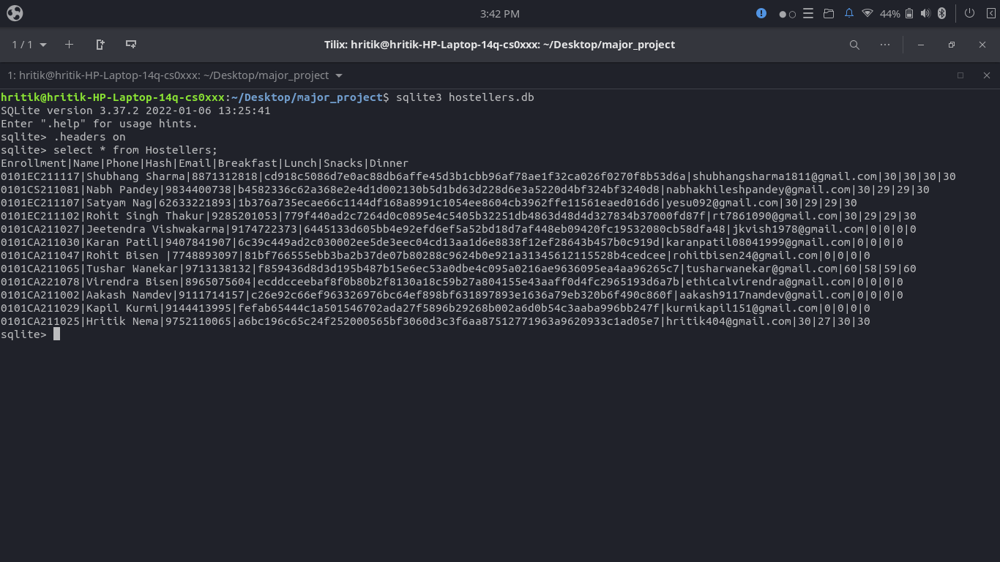 3:42 PM
44%
1 / 1
Tilix: hritik@hritik-HP-Laptop-14q-cs0xxx: ~/Desktop/major_project
1: hritik@hritik-HP-Laptop-14q-cs0xxx: ~/Desktop/major_project
hritik@hritik-HP-Laptop-14q-cs0xxx:~/Desktop/major_project$ sqlite3 hostellers.db
SQLite version 3.37.2 2022-01-06 13:25:41
Enter ".help" for usage hints.
sqlite> .headers on
sqlite> select * from Hostellers;
Enrollment|Name|Phone|Hash|Email|Breakfast|Lunch|Snacks|Dinner
0101EC211117|Shubhang Sharma|8871312818|cd918c5086d7e0ac88db6affe45d3b1cbb96af78ae1f32ca026f0270f8b53d6a|shubhangsharma1811@gmail.com|30|30|30|30
0101CS211081|Nabh Pandey|9834400738|b4582336c62a368e2e4d1d002130b5d1bd63d228d6e3a5220d4bf324bf3240d8|nabhakhileshpandey@gmail.com|30|29|29|30
0101EC211107|Satyam Nag|62633221893|1b376a735ecae66c1144df168a8991c1054ee8604cb3962ffe11561eaed016d6|yesu092@gmail.com|30|29|29|30
0101EC211102|Rohit Singh Thakur|9285201053|779f440ad2c7264d0c0895e4c5405b32251db4863d48d4d327834b37000fd87f|rt7861090@gmail.com|30|29|29|30
0101CA211027|Jeetendra Vishwakarma|9174722373|6445133d605bb4e92efd6ef5a52bd18d7af448eb09420fc19532080cb58dfa48|jkvish1978@gmail.com|0|0|0|0
0101CA211030|Karan Patil|9407841907|6c39c449ad2c030002ee5de3eec04cd13aa1d6e8838f12ef28643b457b0c919d|karanpatil08041999@gmail.com|0|0|0|0
0101CA211047|Rohit Bisen |7748893097|81bf766555ebb3ba2b37de07b80288c9624b0e921a31345612115528b4cedcee|rohitbisen24@gmail.com|0|0|0|0
0101CA211065|Tushar Wanekar|9713138132|f859436d8d3d195b487b15e6ec53a0dbe4c095a0216ae9636095ea4aa96265c7|tusharwanekar@gmail.com|60|58|59|60
0101CA221078|Virendra Bisen|8965075604|ecddcceebaf8f0b80b2f8130a18c59b27a804155e43aaff0d4fc2965193d6a7b|ethicalvirendra@gmail.com|0|0|0|0
0101CA211002|Aakash Namdev|9111714157|c26e92c66ef963326976bc64ef898bf631897893e1636a79eb320b6f490c860f|aakash9117namdev@gmail.com|0|0|0|0
0101CA211029|Kapil Kurmi|9144413995|fefab65444c1a501546702ada27f5896b29268b002a6d0b54c3aaba996bb247f|kurmikapil151@gmail.com|0|0|0|0
0101CA211025|Hritik Nema|9752110065|a6bc196c65c24f252000565bf3060d3c3f6aa87512771963a9620933c1ad05e7|hritik404@gmail.com|30|27|30|30
sqlite>